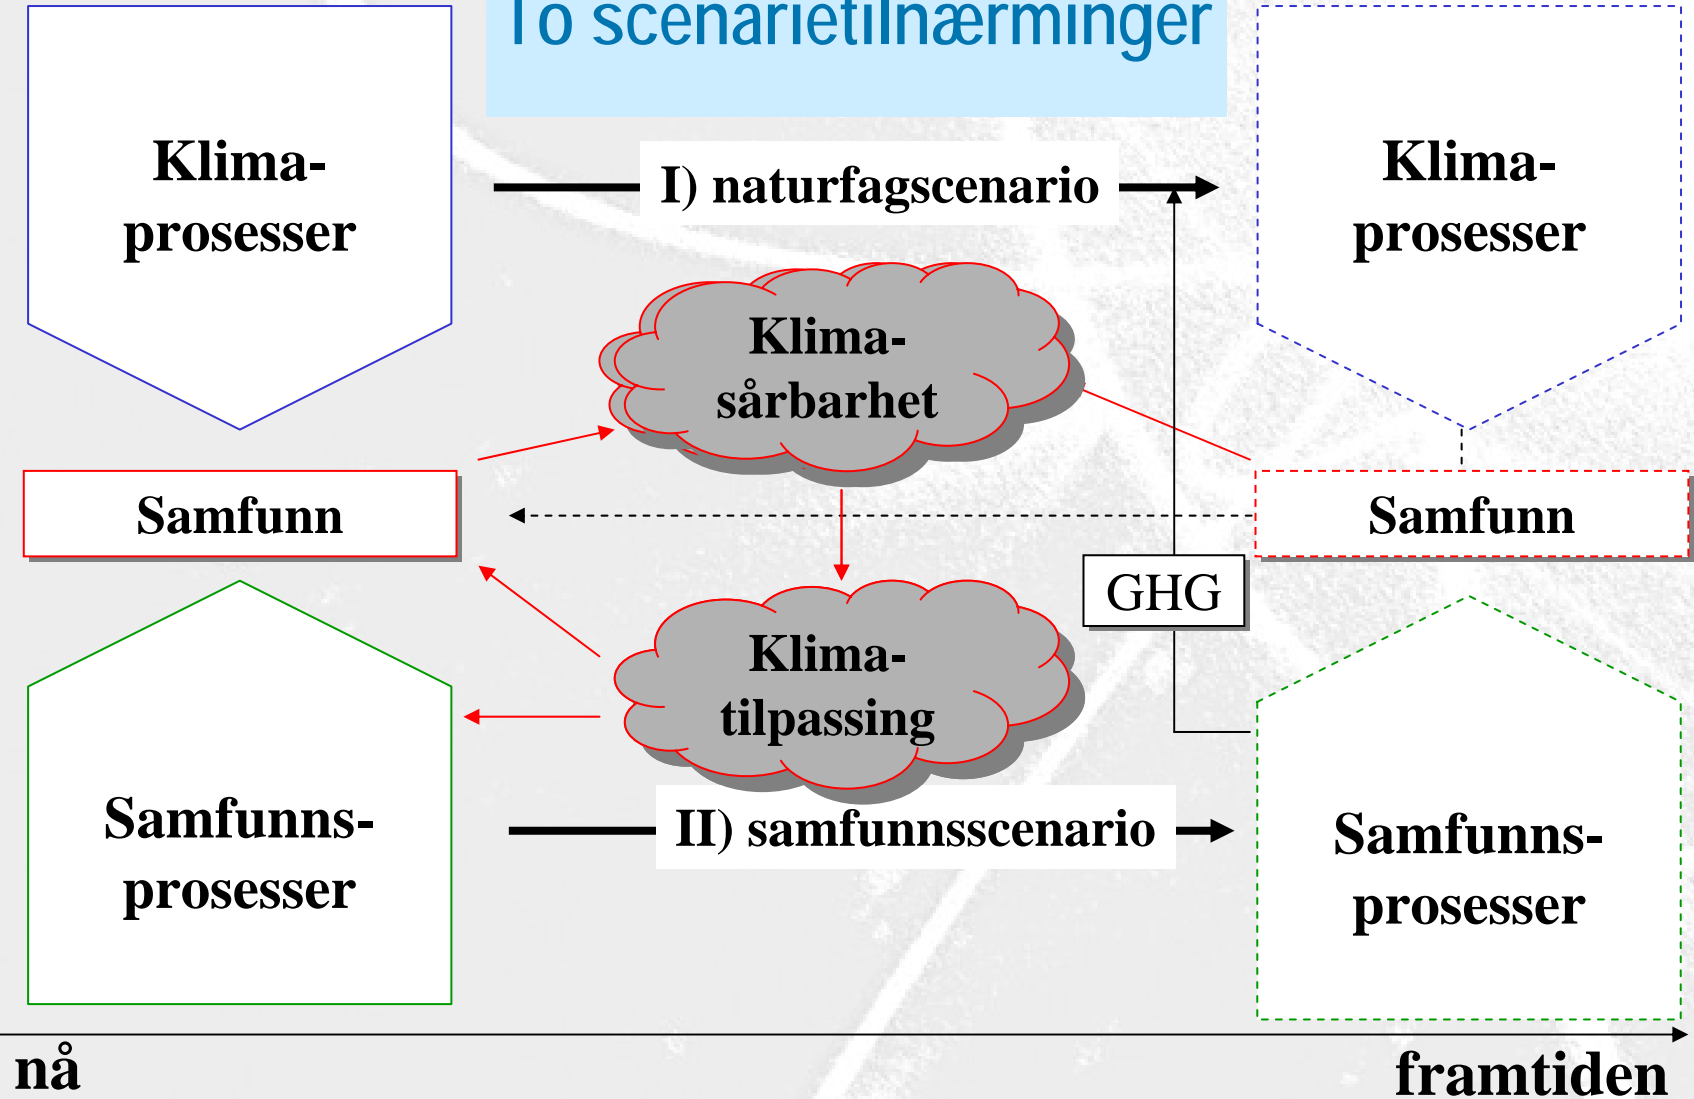 To scenarietilnærminger
Klima-
prosesser
I) naturfagscenario
Klima-
prosesser
Klima-
sårbarhet
Samfunn
Samfunn
GHG
Klima-
tilpassing
Samfunns-
prosesser
II) samfunnsscenario
Samfunns-
prosesser
nå
framtiden